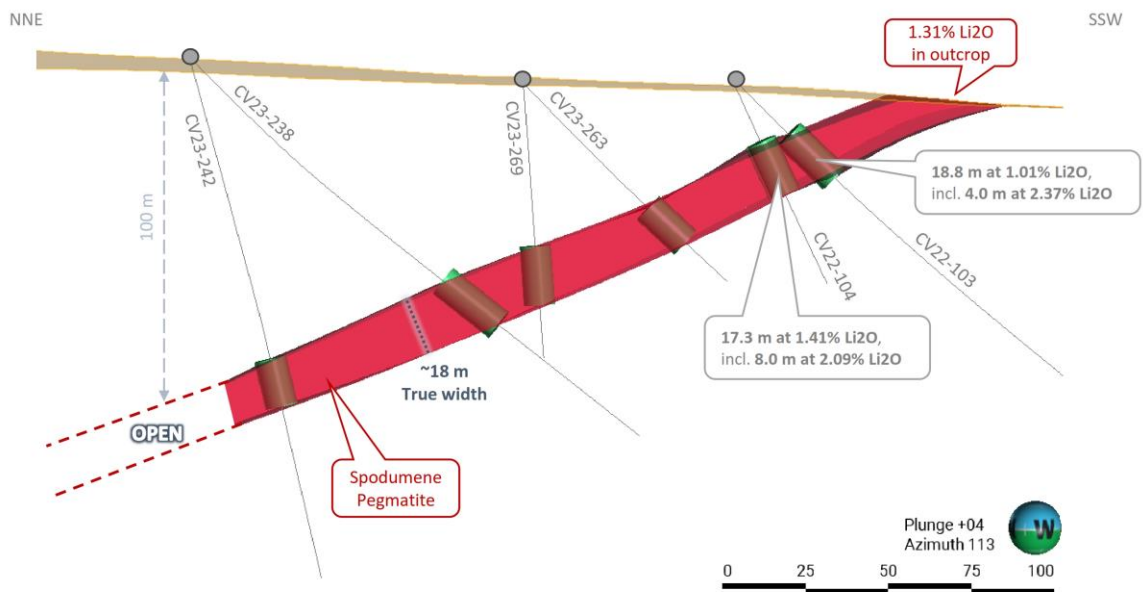 NNE
SSW
1.31% Li2O
in outcrop
CV23-242
CV23-238
CV23-269
CV23-263
CV22-104
CV22-103
100 m
18.8 m at 1.01% Li2O,
incl. 4.0 m at 2.37% Li2O
17.3 m at 1.41% Li2O,
incl. 8.0 m at 2.09% Li2O
~18 m
True width
OPEN
Spodumene
Pegmatite
Plunge +04
Azimuth 113
W
0 25 50 75 100